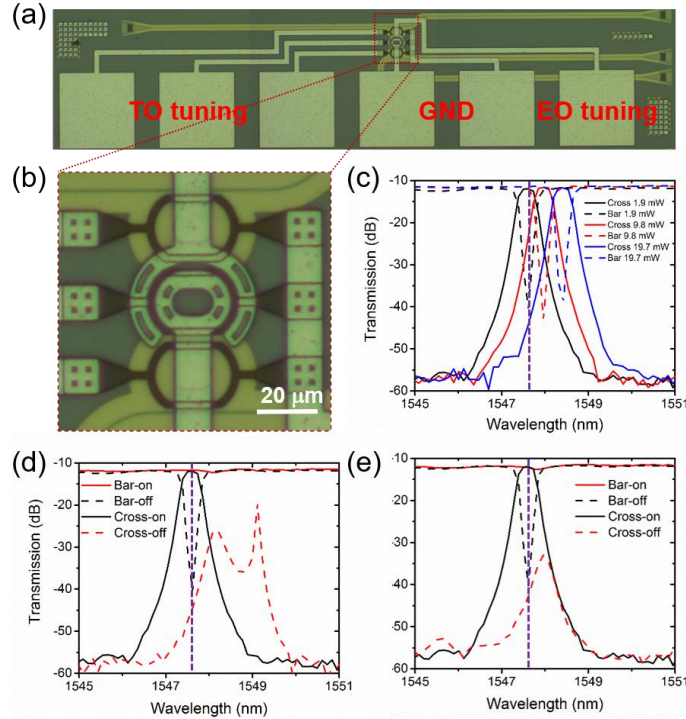 (a)
TO tuning
GND
EO tuning
(b)
20 μm
(c)
Transmission (dB)
-10
-20
-30
-40
-50
-60
Cross 1.9 mW
Bar 1.9 mW
Cross 9.8 mW
Bar 9.8 mW
Cross 19.7 mW
Bar 19.7 mW
1545 1547 1549 1551
Wavelength (nm)
(d)
Transmission (dB)
-10
-20
-30
-40
-50
-60
Bar-on
Bar-off
Cross-on
Cross-off
1545 1547 1549 1551
Wavelength (nm)
(e)
Transmission (dB)
-10
-20
-30
-40
-50
-60
Bar-on
Bar-off
Cross-on
Cross-off
1545 1547 1549 1551
Wavelength (nm)